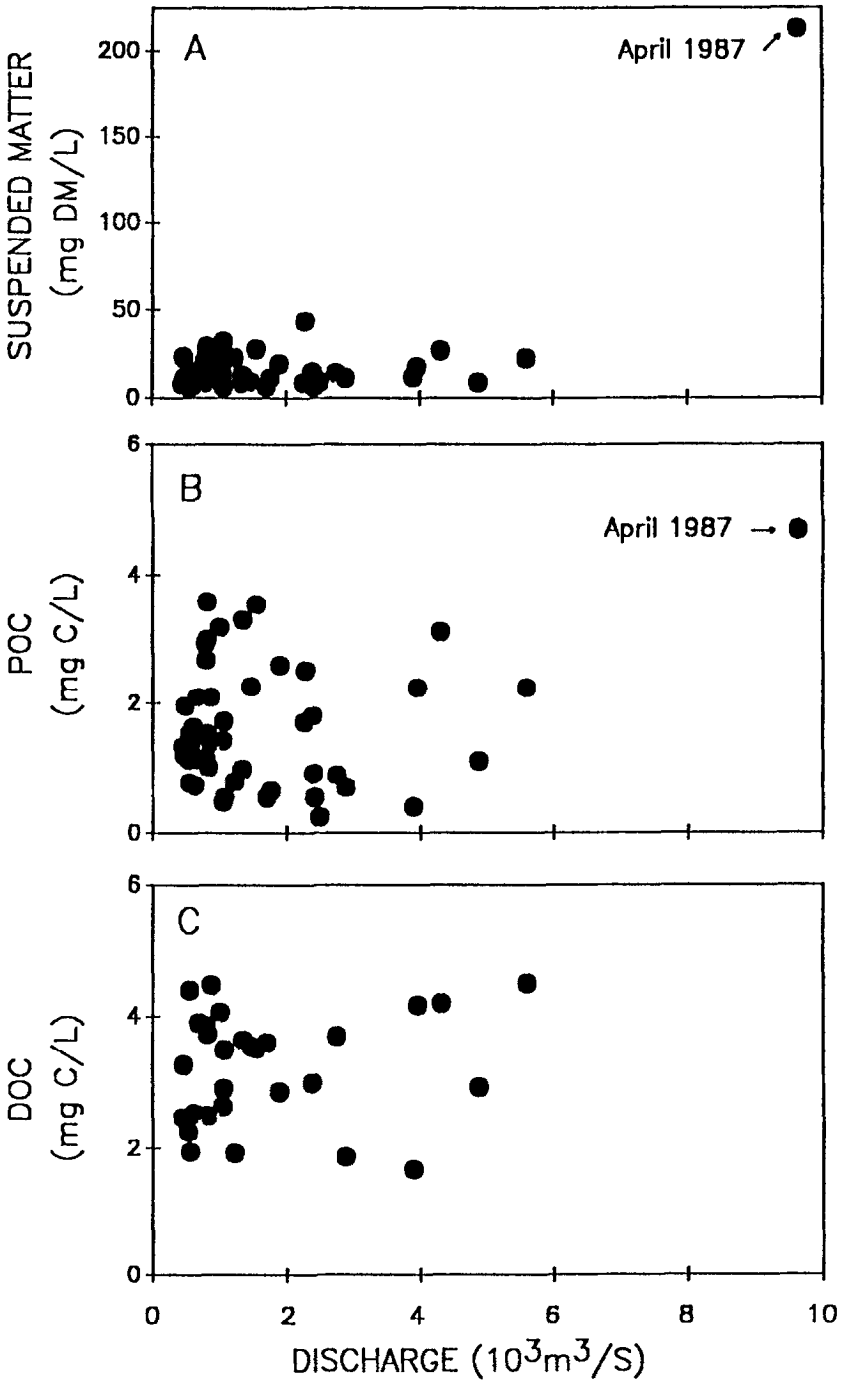 A
SUSPENDED MATTER
(mg DM/L)
200
150
100
50
0
April 1987
B
POC
(mg C/L)
6
4
2
0
April 1987
C
DOC
(mg C/L)
6
4
2
0
0 2 4 6 8 10
DISCHARGE (10³m³/S)